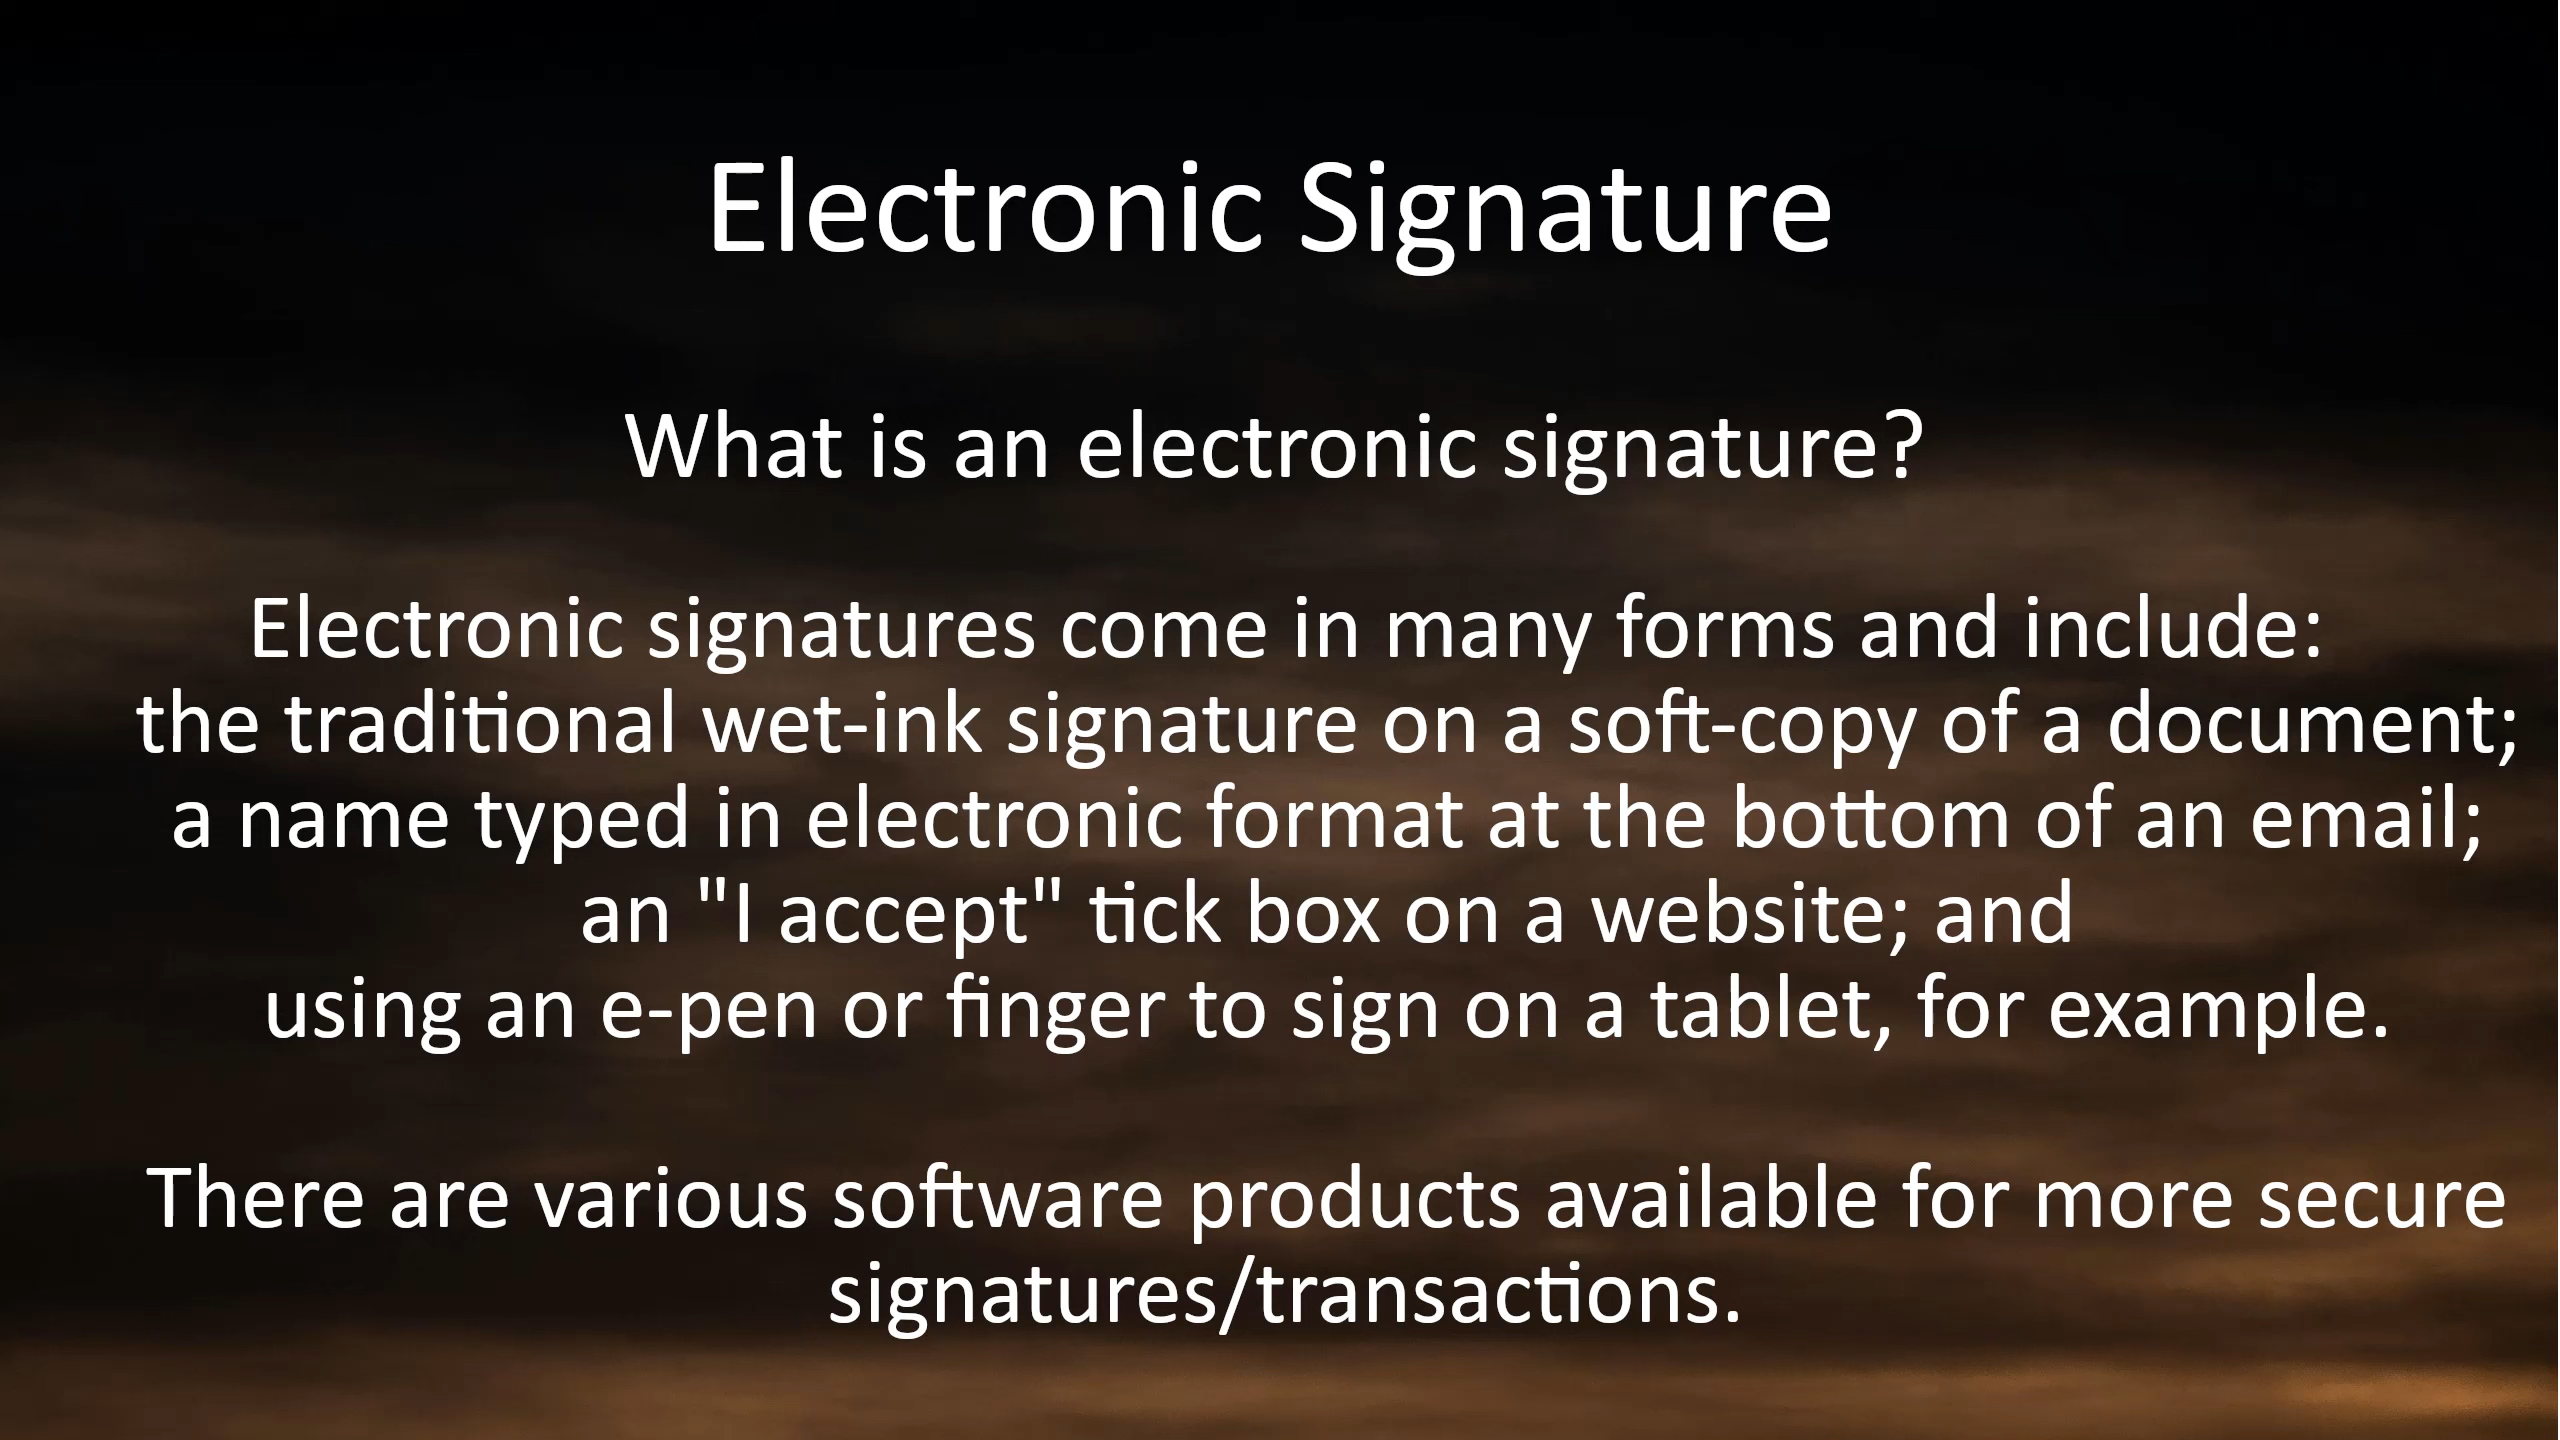 Electronic Signature
What is an electronic signature?
Electronic signatures come in many forms and include:
the traditional wet-ink signature on a soft-copy of a document;
a name typed in electronic format at the bottom of an email;
an "I accept" tick box on a website; and
using an e-pen or finger to sign on a tablet, for example.
There are various software products available for more secure
signatures/transactions.